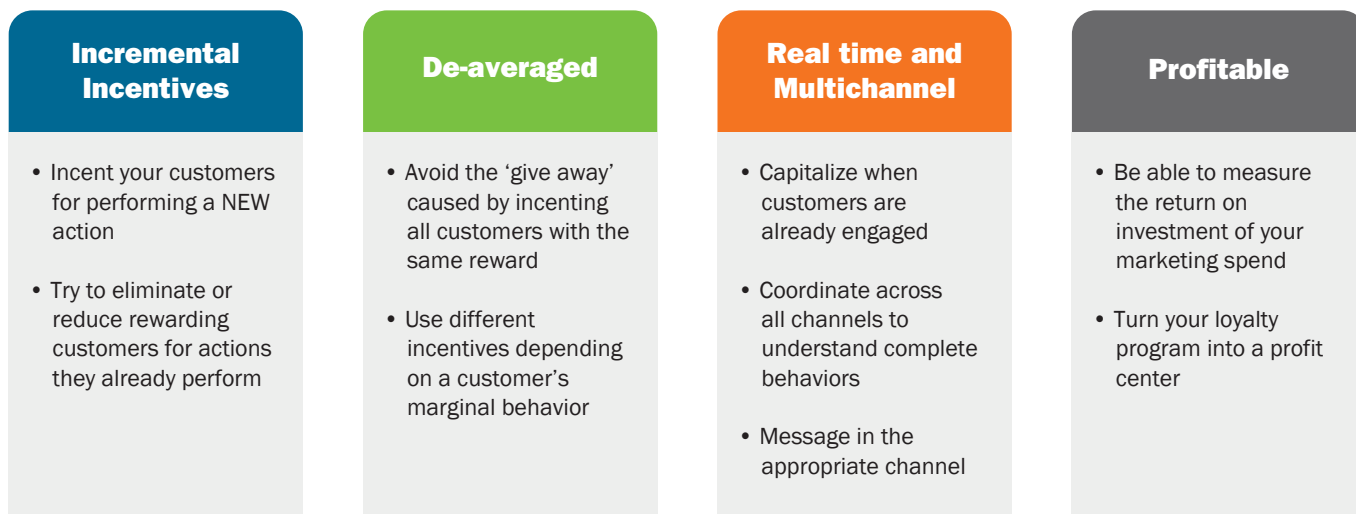 Incremental
Incentives
• Incent your customers
for performing a NEW
action
• Try to eliminate or
reduce rewarding
customers for actions
they already perform
De-averaged
• Avoid the ‘give away’
caused by incenting
all customers with the
same reward
• Use different
incentives depending
on a customer’s
marginal behavior
Real time and
Multichannel
• Capitalize when
customers are
already engaged
• Coordinate across
all channels to
understand complete
behaviors
• Message in the
appropriate channel
Profitable
• Be able to measure
the return on
investment of your
marketing spend
• Turn your loyalty
program into a profit
center